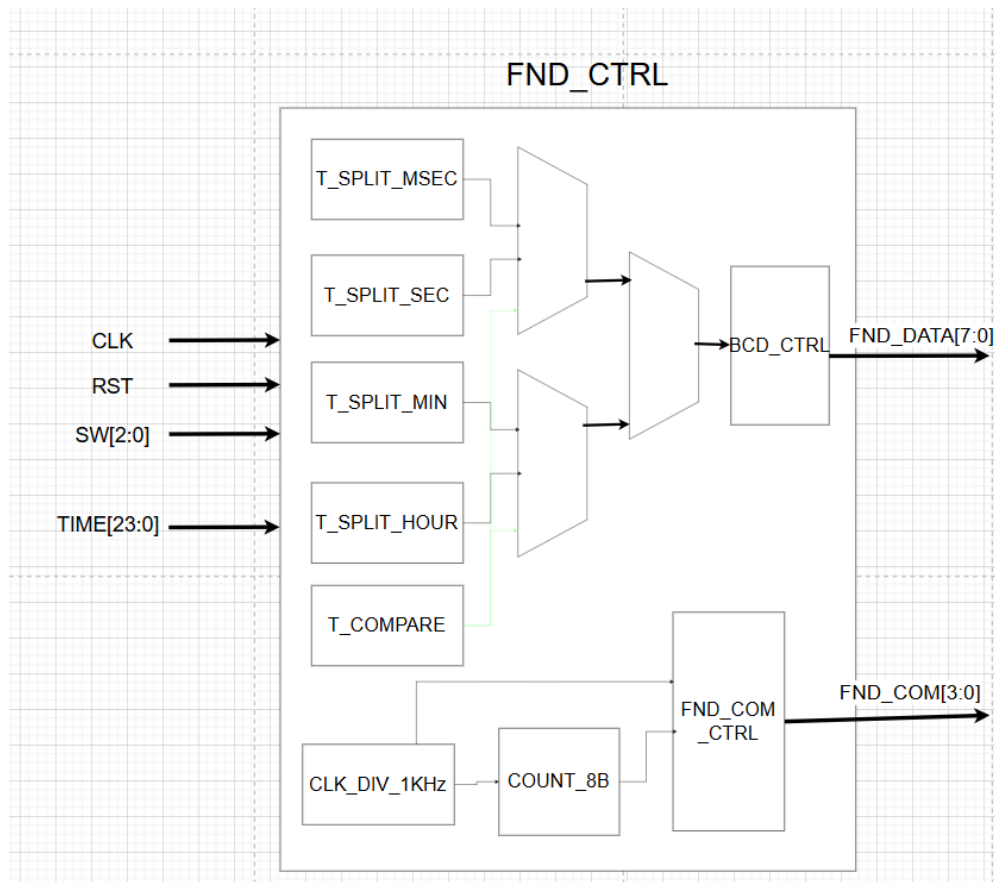 FND_CTRL
T_SPLIT_MSEC
T_SPLIT_SEC
CLK
RST
SW[2:0]
TIME[23:0]
T_SPLIT_MIN
T_SPLIT_HOUR
T_COMPARE
BCD_CTRL
FND_DATA[7:0]
CLK_DIV_1KHz
COUNT_8B
FND_COM
_CTRL
FND_COM[3:0]